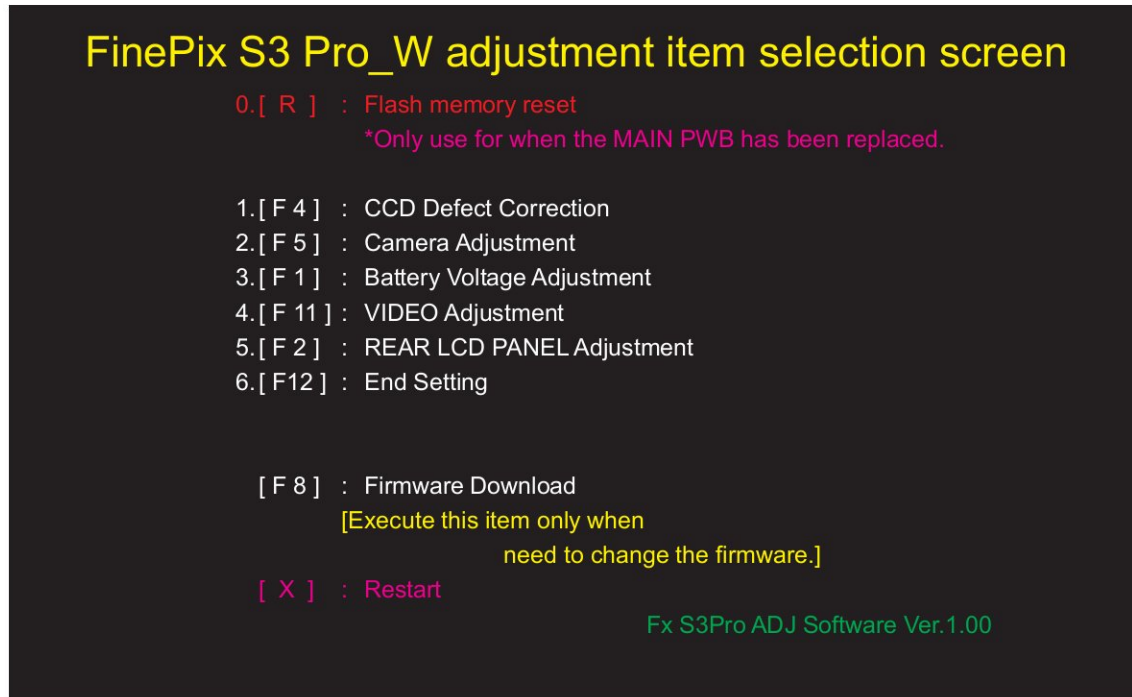 FinePix S3 Pro_W adjustment item selection screen
0.[ R ] : Flash memory reset
*Only use for when the MAIN PWB has been replaced.
1.[ F 4 ] : CCD Defect Correction
2.[ F 5 ] : Camera Adjustment
3.[ F 1 ] : Battery Voltage Adjustment
4.[ F 11 ] : VIDEO Adjustment
5.[ F 2 ] : REAR LCD PANEL Adjustment
6.[ F12 ] : End Setting
[ F 8 ] : Firmware Download
[Execute this item only when
need to change the firmware.]
[ X ] : Restart
Fx S3Pro ADJ Software Ver.1.00